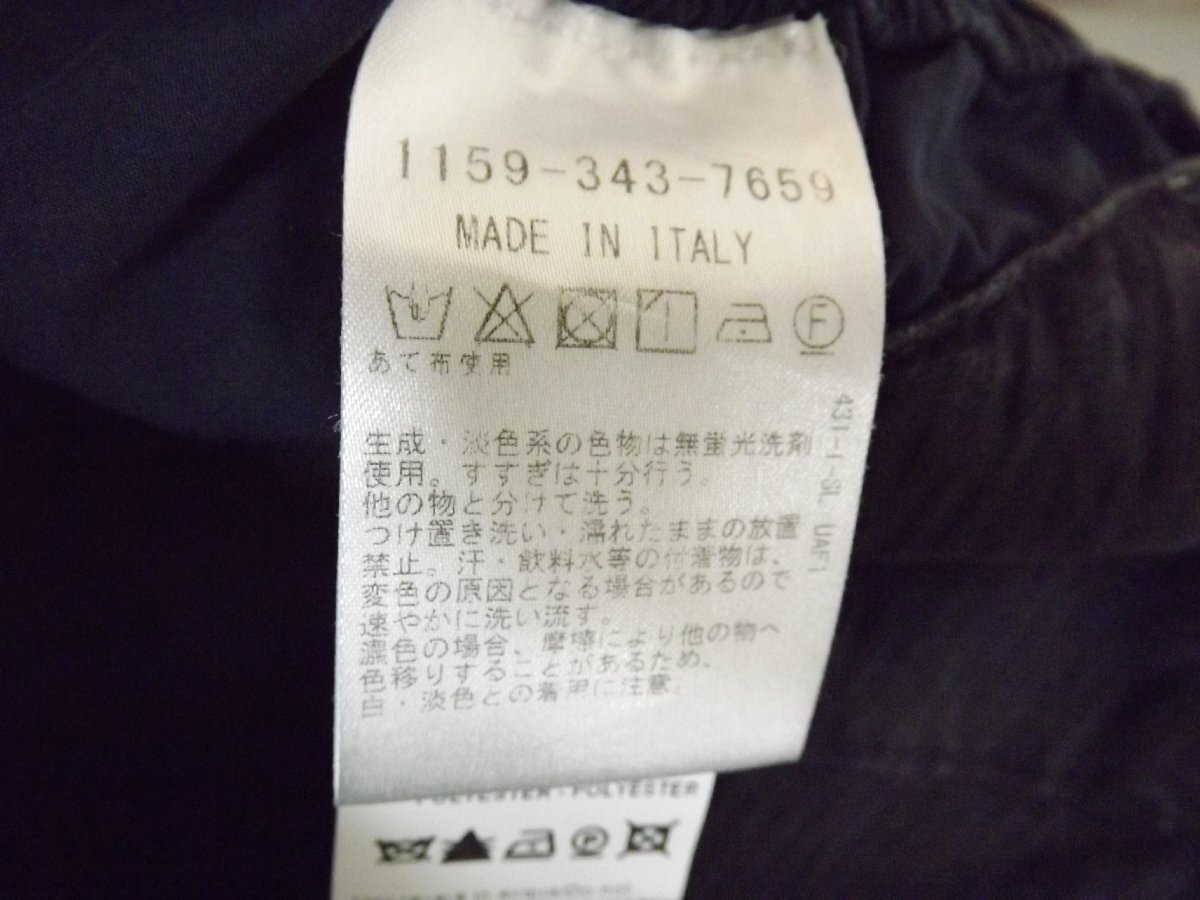 1159-343-7659
MADE IN ITALY
F
あて布使用
生成・淡色系の色物は無蛍光洗剤
使用。すすぎは十分行う。
他の物と分けて洗う。
つけ置き洗い・濡れたままの放置
禁止。汗・飲料水等の付着物は、
変色の原因となる場合があるので
速やかに洗い流す。
濃色の場合、摩擦により他の物へ
色移りすることがあるため、
白・淡色との着用に注意。
UAF1
POLYESTER - POLYESTER